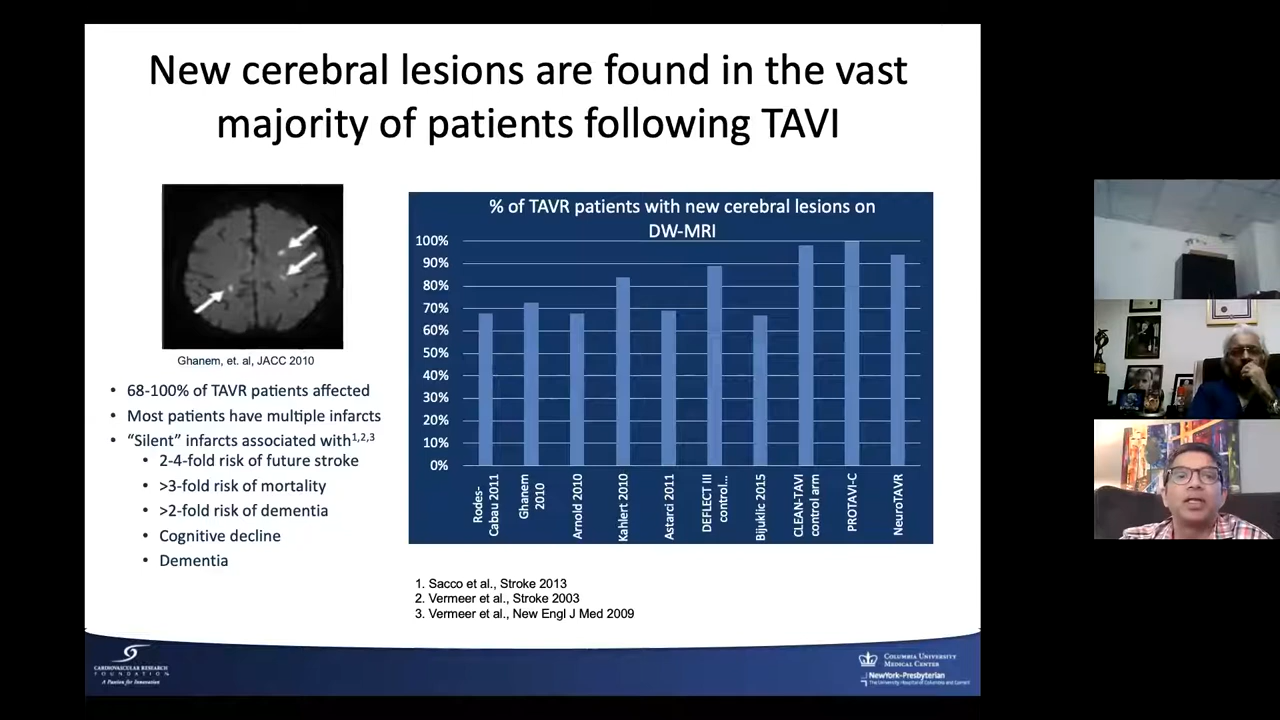 New cerebral lesions are found in the vast
majority of patients following TAVI
Ghanem, et. al, JACC 2010
• 68-100% of TAVR patients affected
• Most patients have multiple infarcts
• “Silent” infarcts associated with1,2,3
• 2-4-fold risk of future stroke
• >3-fold risk of mortality
• >2-fold risk of dementia
• Cognitive decline
• Dementia
% of TAVR patients with new cerebral lesions on
DW-MRI
100%
90%
80%
70%
60%
50%
40%
30%
20%
10%
0%
Rodes-
Cabau 2011
Ghanem
2010
Arnold 2010
Kahlert 2010
Astarci 2011
DEFLECT III
control...
Bijuklic 2015
CLEAN-TAVI
control arm
PROTAVI-C
NeuroTAVR
1. Sacco et al., Stroke 2013
2. Vermeer et al., Stroke 2003
3. Vermeer et al., New Engl J Med 2009
CARDIOVASCULAR RESEARCH
FOUNDATION
A Passion for Innovation
COLUMBIA UNIVERSITY
MEDICAL CENTER
NewYork-Presbyterian
The University Hospital of Columbia and Cornell